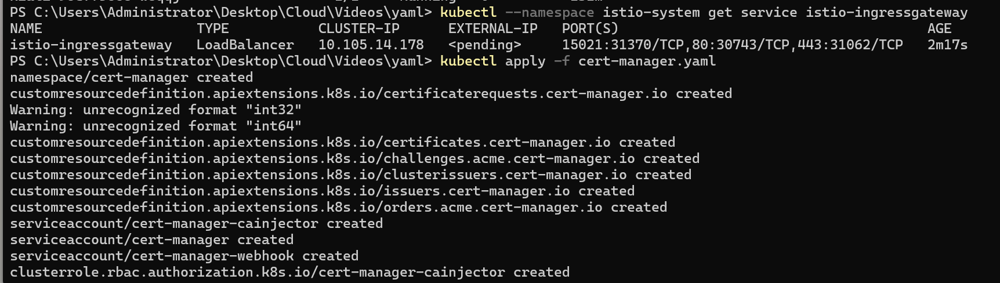 PS C:\Users\Administrator\Desktop\Cloud\Videos\yaml> kubectl --namespace istio-system get service istio-ingressgateway
NAME TYPE CLUSTER-IP EXTERNAL-IP PORT(S) AGE
istio-ingressgateway LoadBalancer 10.105.14.178 <pending> 15021:31370/TCP,80:30743/TCP,443:31062/TCP 2m17s
PS C:\Users\Administrator\Desktop\Cloud\Videos\yaml> kubectl apply -f cert-manager.yaml
namespace/cert-manager created
customresourcedefinition.apiextensions.k8s.io/certificaterequests.cert-manager.io created
Warning: unrecognized format "int32"
Warning: unrecognized format "int64"
customresourcedefinition.apiextensions.k8s.io/certificates.cert-manager.io created
customresourcedefinition.apiextensions.k8s.io/challenges.acme.cert-manager.io created
customresourcedefinition.apiextensions.k8s.io/clusterissuers.cert-manager.io created
customresourcedefinition.apiextensions.k8s.io/issuers.cert-manager.io created
customresourcedefinition.apiextensions.k8s.io/orders.acme.cert-manager.io created
serviceaccount/cert-manager-cainjector created
serviceaccount/cert-manager created
serviceaccount/cert-manager-webhook created
clusterrole.rbac.authorization.k8s.io/cert-manager-cainjector created